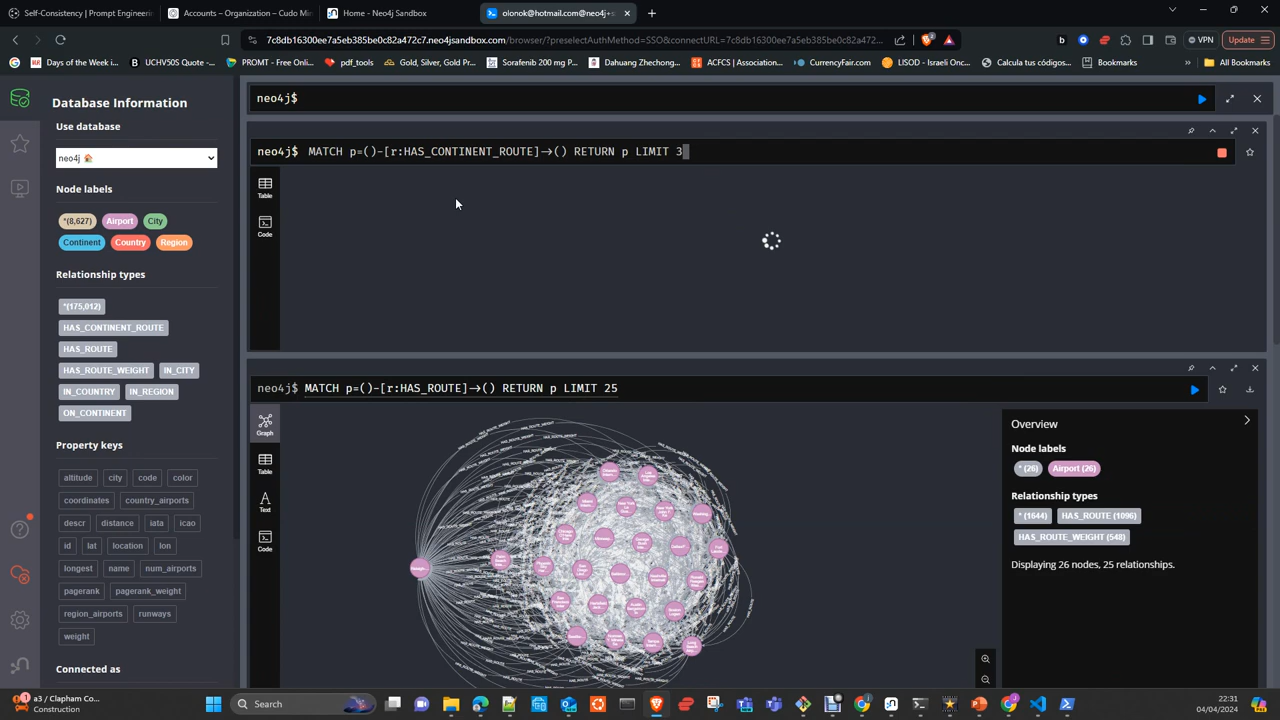 Self-Consistency | Prompt Engineerin
Accounts – Organization – Cudo Min
Home - Neo4j Sandbox
olonok@hotmail.com@neo4j+s
7c8db16300ee7a5eb385be0c82a472c7.neo4jsandbox.com/browser/?preselectAuthMethod=SSO&connectURL=7c8db16300ee7a5eb385be0c82a472c7...
VPN
Update
Days of the Week i...
UCHV50S Quote -...
PROMT - Free Onli...
pdf_tools
Gold, Silver, Gold Pr...
Sorafenib 200 mg P...
Dahuang Zhechong...
ACFCS | Association...
CurrencyFair.com
LISOD - Israeli Onco...
Calcula tus códigos...
Bookmarks
»
All Bookmarks
Database Information
Use database
neo4j
Node labels
*(8,627)
Airport
City
Continent
Country
Region
Relationship types
*(175,012)
HAS_CONTINENT_ROUTE
HAS_ROUTE
HAS_ROUTE_WEIGHT
IN_CITY
IN_COUNTRY
IN_REGION
ON_CONTINENT
Property keys
altitude
city
code
color
coordinates
country_airports
descr
distance
iata
icao
id
lat
location
lon
longest
name
num_airports
pagerank
pagerank_weight
region_airports
runways
weight
Connected as
neo4j$
neo4j$ MATCH p=()-[r:HAS_CONTINENT_ROUTE]→() RETURN p LIMIT 3
Table
Code
neo4j$ MATCH p=()-[r:HAS_ROUTE]→() RETURN p LIMIT 25
Graph
Table
Text
Code
Overview
Node labels
* (26)
Airport (26)
Relationship types
* (1644)
HAS_ROUTE (1096)
HAS_ROUTE_WEIGHT (548)
Displaying 26 nodes, 25 relationships.
a3 / Clapham Co...
Construction
Search
22:31
04/04/2024